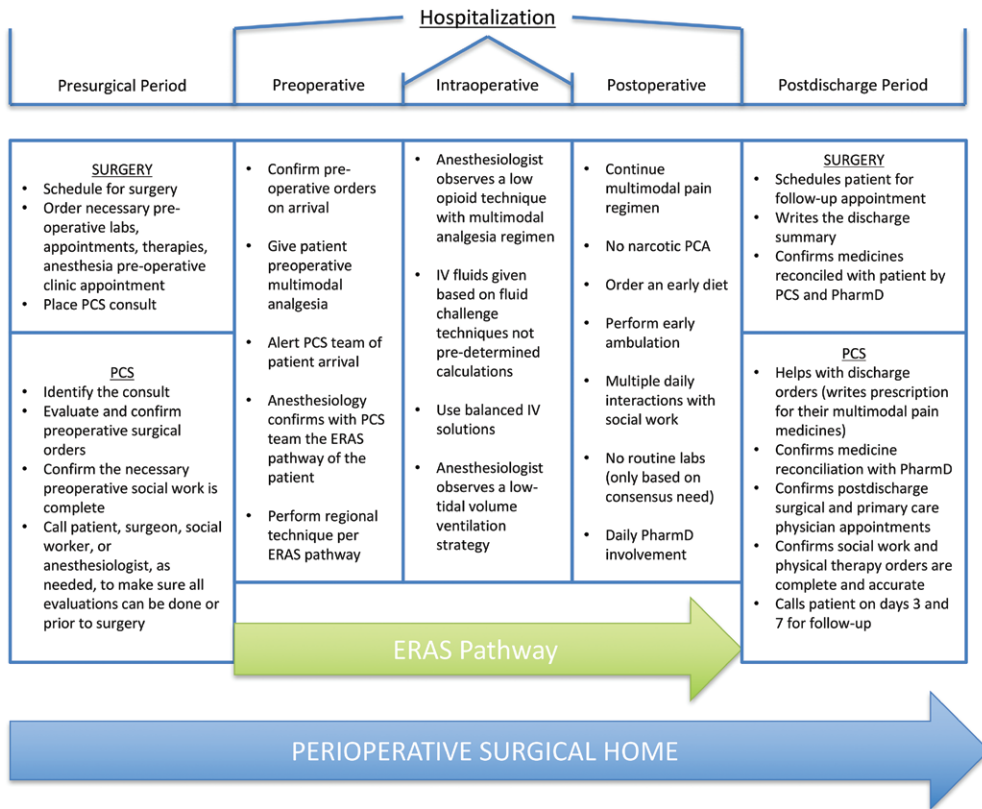 Hospitalization
Presurgical Period
Preoperative
Intraoperative
Postoperative
Postdischarge Period
SURGERY
• Schedule for surgery
• Order necessary pre-
operative labs,
appointments, therapies,
anesthesia pre-operative
clinic appointment
• Place PCS consult
PCS
• Identify the consult
• Evaluate and confirm
preoperative surgical
orders
• Confirm the necessary
preoperative social work is
complete
• Call patient, surgeon, social
worker, or
anesthesiologist, as
needed, to make sure all
evaluations can be done or
prior to surgery
• Confirm pre-
operative orders
on arrival
• Give patient
preoperative
multimodal
analgesia
• Alert PCS team of
patient arrival
• Anesthesiology
confirms with PCS
team the ERAS
pathway of the
patient
• Perform regional
technique per
ERAS pathway
• Anesthesiologist
observes a low
opioid technique
with multimodal
analgesia regimen
• IV fluids given
based on fluid
challenge
techniques not
pre-determined
calculations
• Use balanced IV
solutions
• Anesthesiologist
observes a low-
tidal volume
ventilation
strategy
• Continue
multimodal pain
regimen
• No narcotic PCA
• Order an early diet
• Perform early
ambulation
• Multiple daily
interactions with
social work
• No routine labs
(only based on
consensus need)
• Daily PharmD
involvement
SURGERY
• Schedules patient for
follow-up appointment
• Writes the discharge
summary
• Confirms medicines
reconciled with patient by
PCS and PharmD
PCS
• Helps with discharge
orders (writes prescription
for their multimodal pain
medicines)
• Confirms medicine
reconciliation with PharmD
• Confirms postdischarge
surgical and primary care
physician appointments
• Confirms social work and
physical therapy orders are
complete and accurate
• Calls patient on days 3 and
7 for follow-up
ERAS Pathway
PERIOPERATIVE SURGICAL HOME